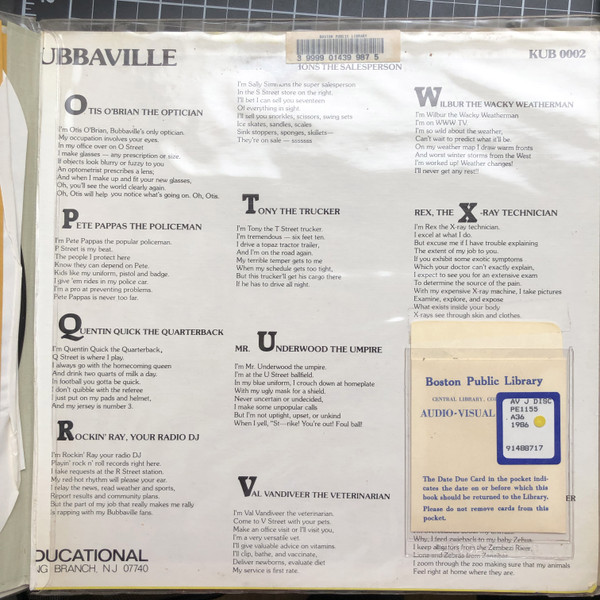 BOSTON PUBLIC LIBRARY
3 9999 01439 987 5
UBBAVILLE
KUB 0002
OTIS O'BRIAN THE OPTICIAN
I'm Otis O'Brian, Bubbaville's only optician.
My occupation involves your eyes.
In my office over on O Street
I make glasses — any prescription or size.
If objects look blurry or fuzzy to you
An optometrist prescribes a lens;
And when I make up and fit your new glasses,
Oh, you'll see the world clearly again.
Oh, Otis will help you notice what's going on. Oh, Otis.
PETE PAPPAS THE POLICEMAN
I'm Pete Pappas the popular policeman.
P Street is my beat.
The people I protect here
Know they can depend on Pete.
Kids like my uniform, pistol and badge.
I give 'em rides in my police car.
I'm a pro at preventing problems.
Pete Pappas is never too far.
QUENTIN QUICK THE QUARTERBACK
I'm Quentin Quick the Quarterback,
Q Street is where I play.
I always go with the homecoming queen
And drink two quarts of milk a day.
In football you gotta be quick.
I don't quibble with the referee
I just put on my pads and helmet,
And my jersey is number 3.
ROCKIN' RAY, YOUR RADIO DJ
I'm Rockin' Ray your radio DJ
Playin' rock n' roll records right here.
I take requests at the R Street station.
My red-hot rhythm will please your ear.
I relay the news, read weather and sports,
Report results and community plans.
But the part of my job that really makes me rally
Is rapping with my Bubbaville fans.
DUCATIONAL
NG BRANCH, N.J. 07740
IONS THE SALESPERSON
I'm Sally Simmons the super salesperson
In the S Street store on the right.
I'll bet I can sell you seventeen
Of everything in sight.
I'll sell you snorkles, scissors, swing sets
Ice skates, sandles, scales
Sink stoppers, sponges, skillets—
They're on sale — sssssss
TONY THE TRUCKER
I'm Tony the T Street trucker.
I'm tremendous — six feet ten.
I drive a topaz tractor trailer,
And I'm on the road again.
My terrible temper gets to me
When my schedule gets too tight,
But this trucker'll get his cargo there
If he has to drive all night.
MR. UNDERWOOD THE UMPIRE
I'm Mr. Underwood the umpire.
I'm at the U Street ballfield.
In my blue uniform, I crouch down at homeplate
With my ugly mask for a shield.
Never uncertain or undecided,
I make some unpopular calls
But I'm not uptight, upset, or unkind
When I yell, "St—rike! You're out! Foul ball!
VAL VANDIVEER THE VETERINARIAN
I'm Val Vandiveer the veterinarian.
Come to V Street with your pets.
Make an office visit or I'll visit you,
I'm a very versatile vet.
I'll give valuable advice on vitamins.
I'll clip, bathe, and vaccinate,
Deliver newborns, evaluate diet
My service is first rate.
WILBUR THE WACKY WEATHERMAN
I'm Wilbur the Wacky Weatherman
I'm on WWW TV.
I'm so wild about the weather,
Can't wait to predict what it'll be.
On my weather map I draw warm fronts
And worst winter storms from the West
I'm worked up! Weather changes!
I'll never get any rest!!
REX, THE X-RAY TECHNICIAN
I'm Rex the X-ray technician.
I excel at what I do.
But excuse me if I have trouble explaining
The extent of my job to you.
If you exhibit some exotic symptoms
Which your doctor can't exactly explain,
I expect to see you for an extensive exam
To determine the source of the pain.
With my expensive X-ray machine, I take pictures
Examine, explore, and expose
What exists inside your body
X-rays see through skin and clothes.
Boston Public Library
CENTRAL LIBRARY,
AUDIO-VISUAL
AV J DISC
PE1155
A36
1986
91488717
The Date Due Card in the pocket indi-
cates the date on or before which this
book should be returned to the Library.
Please do not remove cards from this
pocket.
ER
I zoom through the zoo making sure that my animals
Feel right at home where they are.